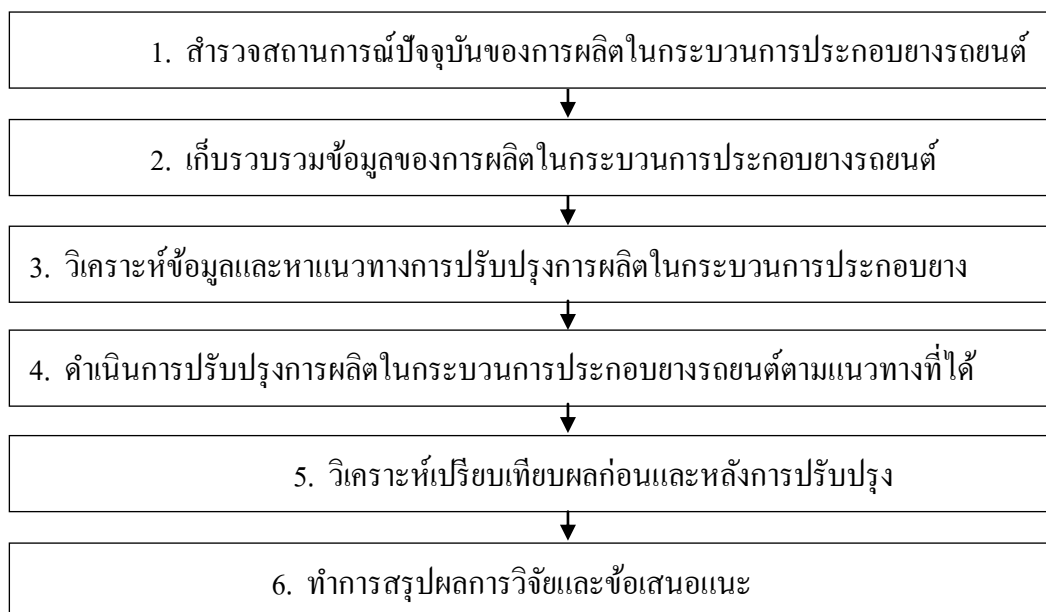 1. สำรวจสถานการณ์ปัจจุบันของการผลิตในกระบวนการประกอบยางรถยนต์
2. เก็บรวบรวมข้อมูลของการผลิตในกระบวนการประกอบยางรถยนต์
3. วิเคราะห์ข้อมูลและหาแนวทางการปรับปรุงการผลิตในกระบวนการประกอบยาง
4. ดำเนินการปรับปรุงการผลิตในกระบวนการประกอบยางรถยนต์ตามแนวทางที่ได้
5. วิเคราะห์เปรียบเทียบผลก่อนและหลังการปรับปรุง
6. ทำการสรุปผลการวิจัยและข้อเสนอแนะ